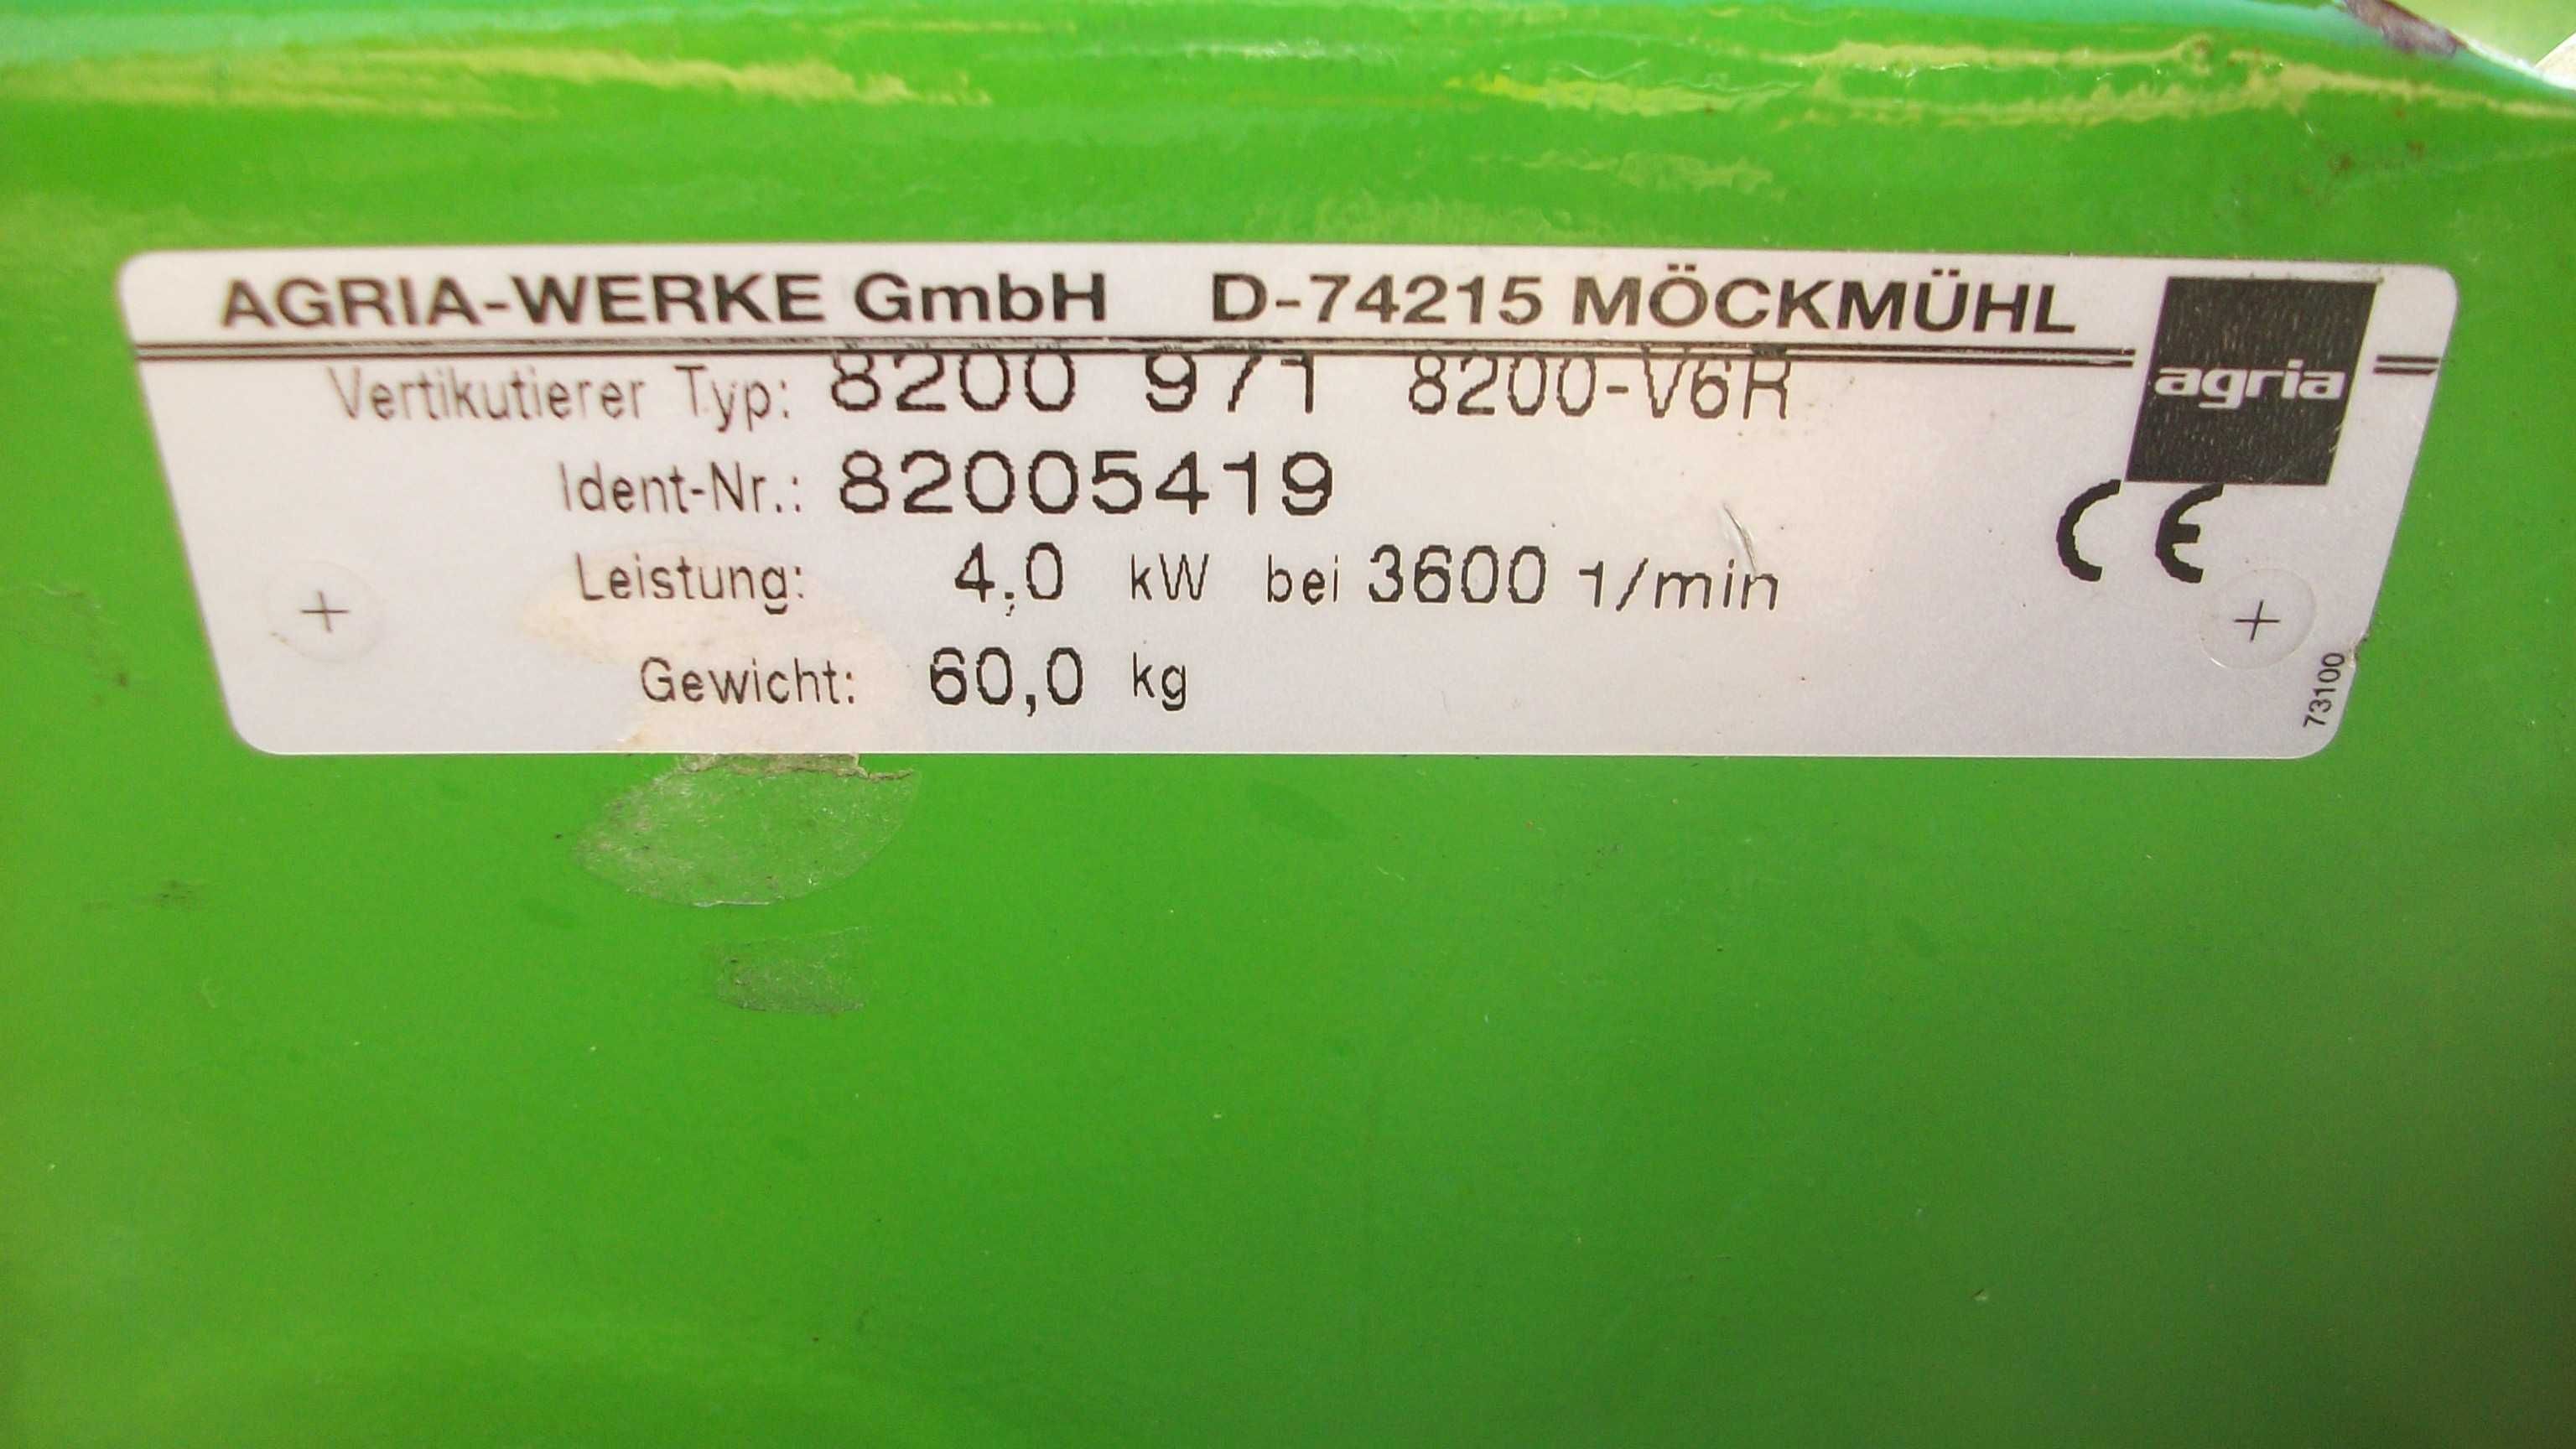 AGRIA-WERKE GmbH D-74215 MÖCKMÜHL
agria
Vertikutierer Typ: 8200 971 8200-V6R
Ident-Nr.: 82005419
CE
Leistung: 4,0 kW bei 3600 1/min
Gewicht: 60,0 kg
73100